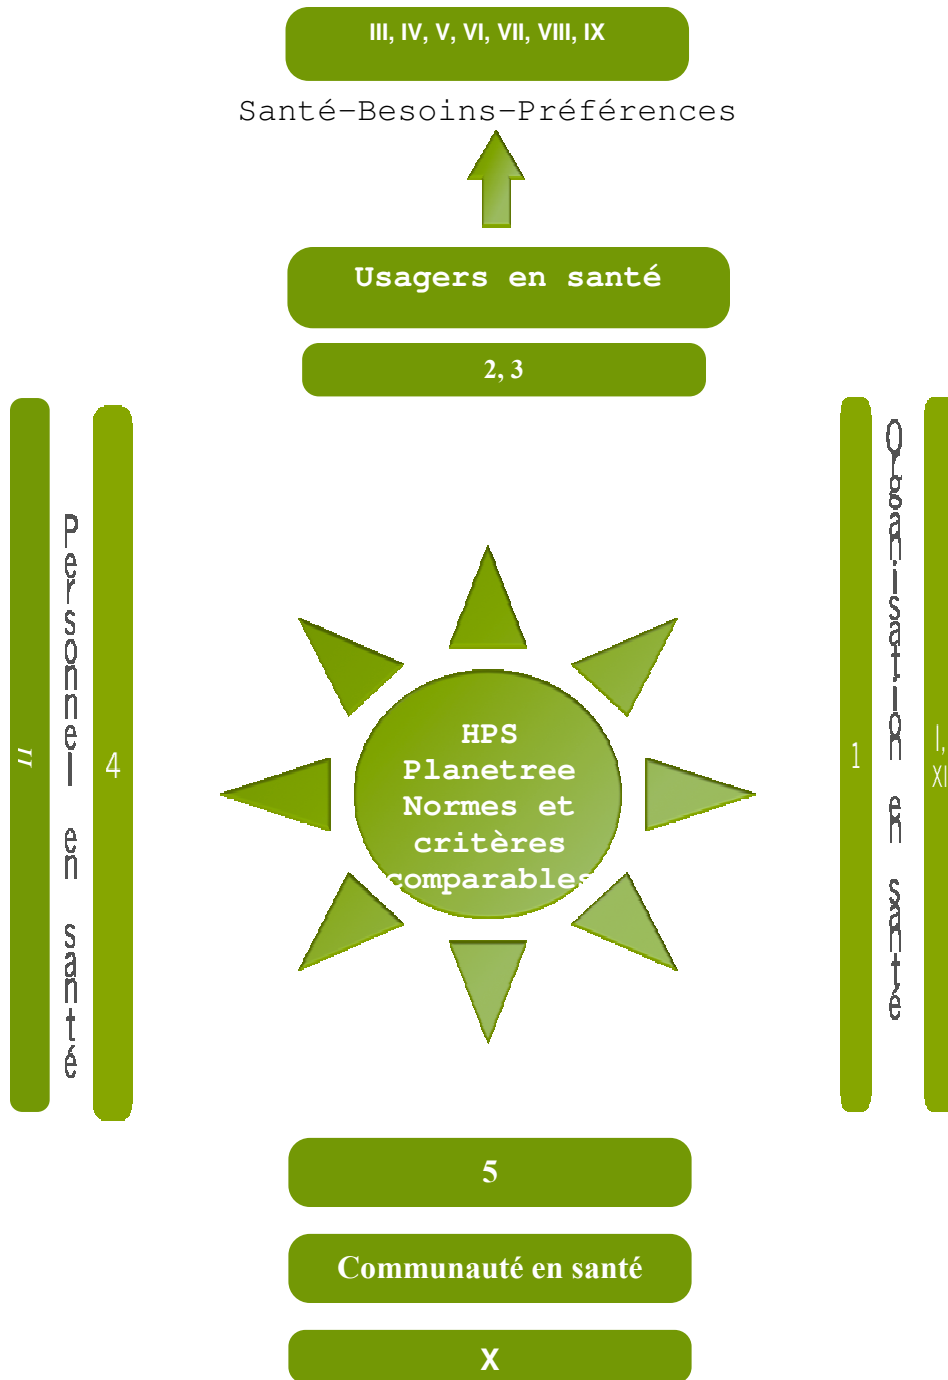 III, IV, V, VI, VII, VIII, IX
Santé-Besoins-Préférences
Usagers en santé
2, 3
II
Personnel en santé
4
HPS
Planetree
Normes et
critères
comparables
1
Organisation en santé
I,
XI
5
Communauté en santé
X